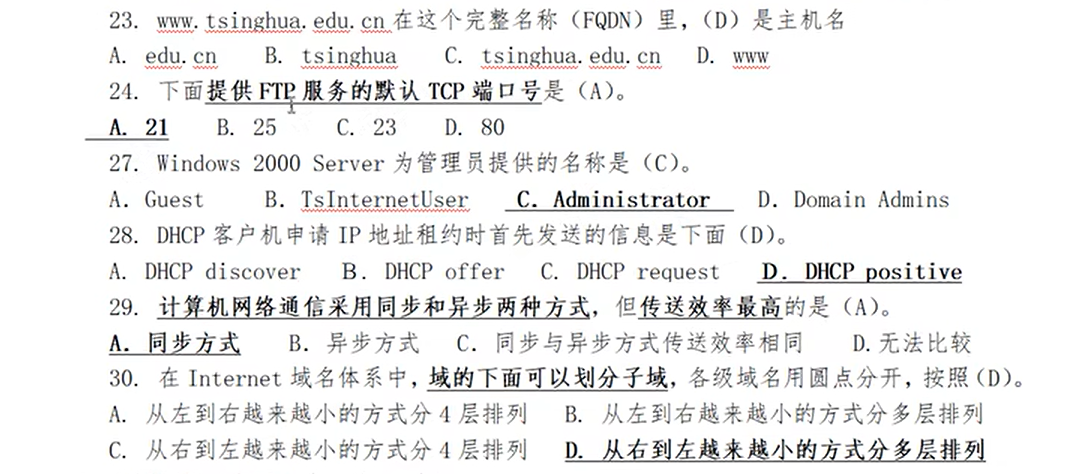 23. www.tsinghua.edu.cn 在这个完整名称（FQDN）里，（D）是主机名
A. edu.cn B. tsinghua C. tsinghua.edu.cn D. www
24. 下面提供 FTP 服务的默认 TCP 端口号是（A）。
A. 21 B. 25 C. 23 D. 80
27. Windows 2000 Server 为管理员提供的名称是（C）。
A. Guest B. TsInternetUser C. Administrator D. Domain Admins
28. DHCP 客户机申请 IP 地址租约时首先发送的信息是下面（D）。
A. DHCP discover B. DHCP offer C. DHCP request D. DHCP positive
29. 计算机网络通信采用同步和异步两种方式，但传送效率最高的是（A）。
A. 同步方式 B. 异步方式 C. 同步与异步方式传送效率相同 D. 无法比较
30. 在 Internet 域名体系中，域的下面可以划分子域，各级域名用圆点分开，按照（D）。
A. 从左到右越来越小的方式分 4 层排列 B. 从左到右越来越小的方式分多层排列
C. 从右到左越来越小的方式分 4 层排列 D. 从右到左越来越小的方式分多层排列